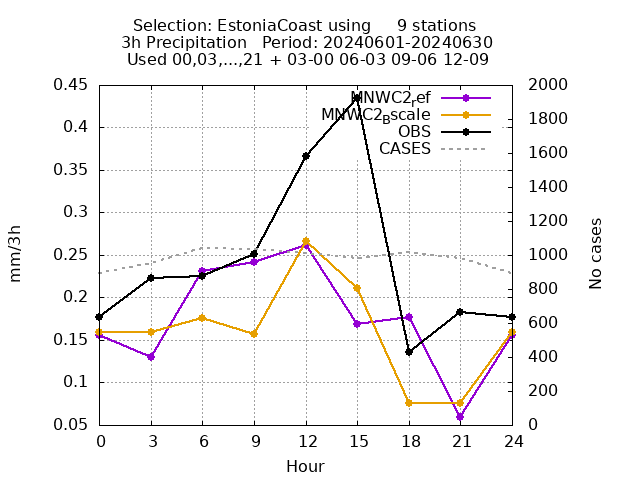 Selection: EstoniaCoast using     9 stations
3h Precipitation   Period: 20240601-20240630
Used 00,03,...,21 + 03-00 06-03 09-06 12-09
0.45
0.4
0.35
0.3
0.25
0.2
0.15
0.1
0.05
2000
1800
1600
1400
1200
1000
800
600
400
200
0
MNWC2_ref
MNWC2_Bscale
OBS
CASES
mm/3h
No cases
0 3 6 9 12 15 18 21 24
Hour